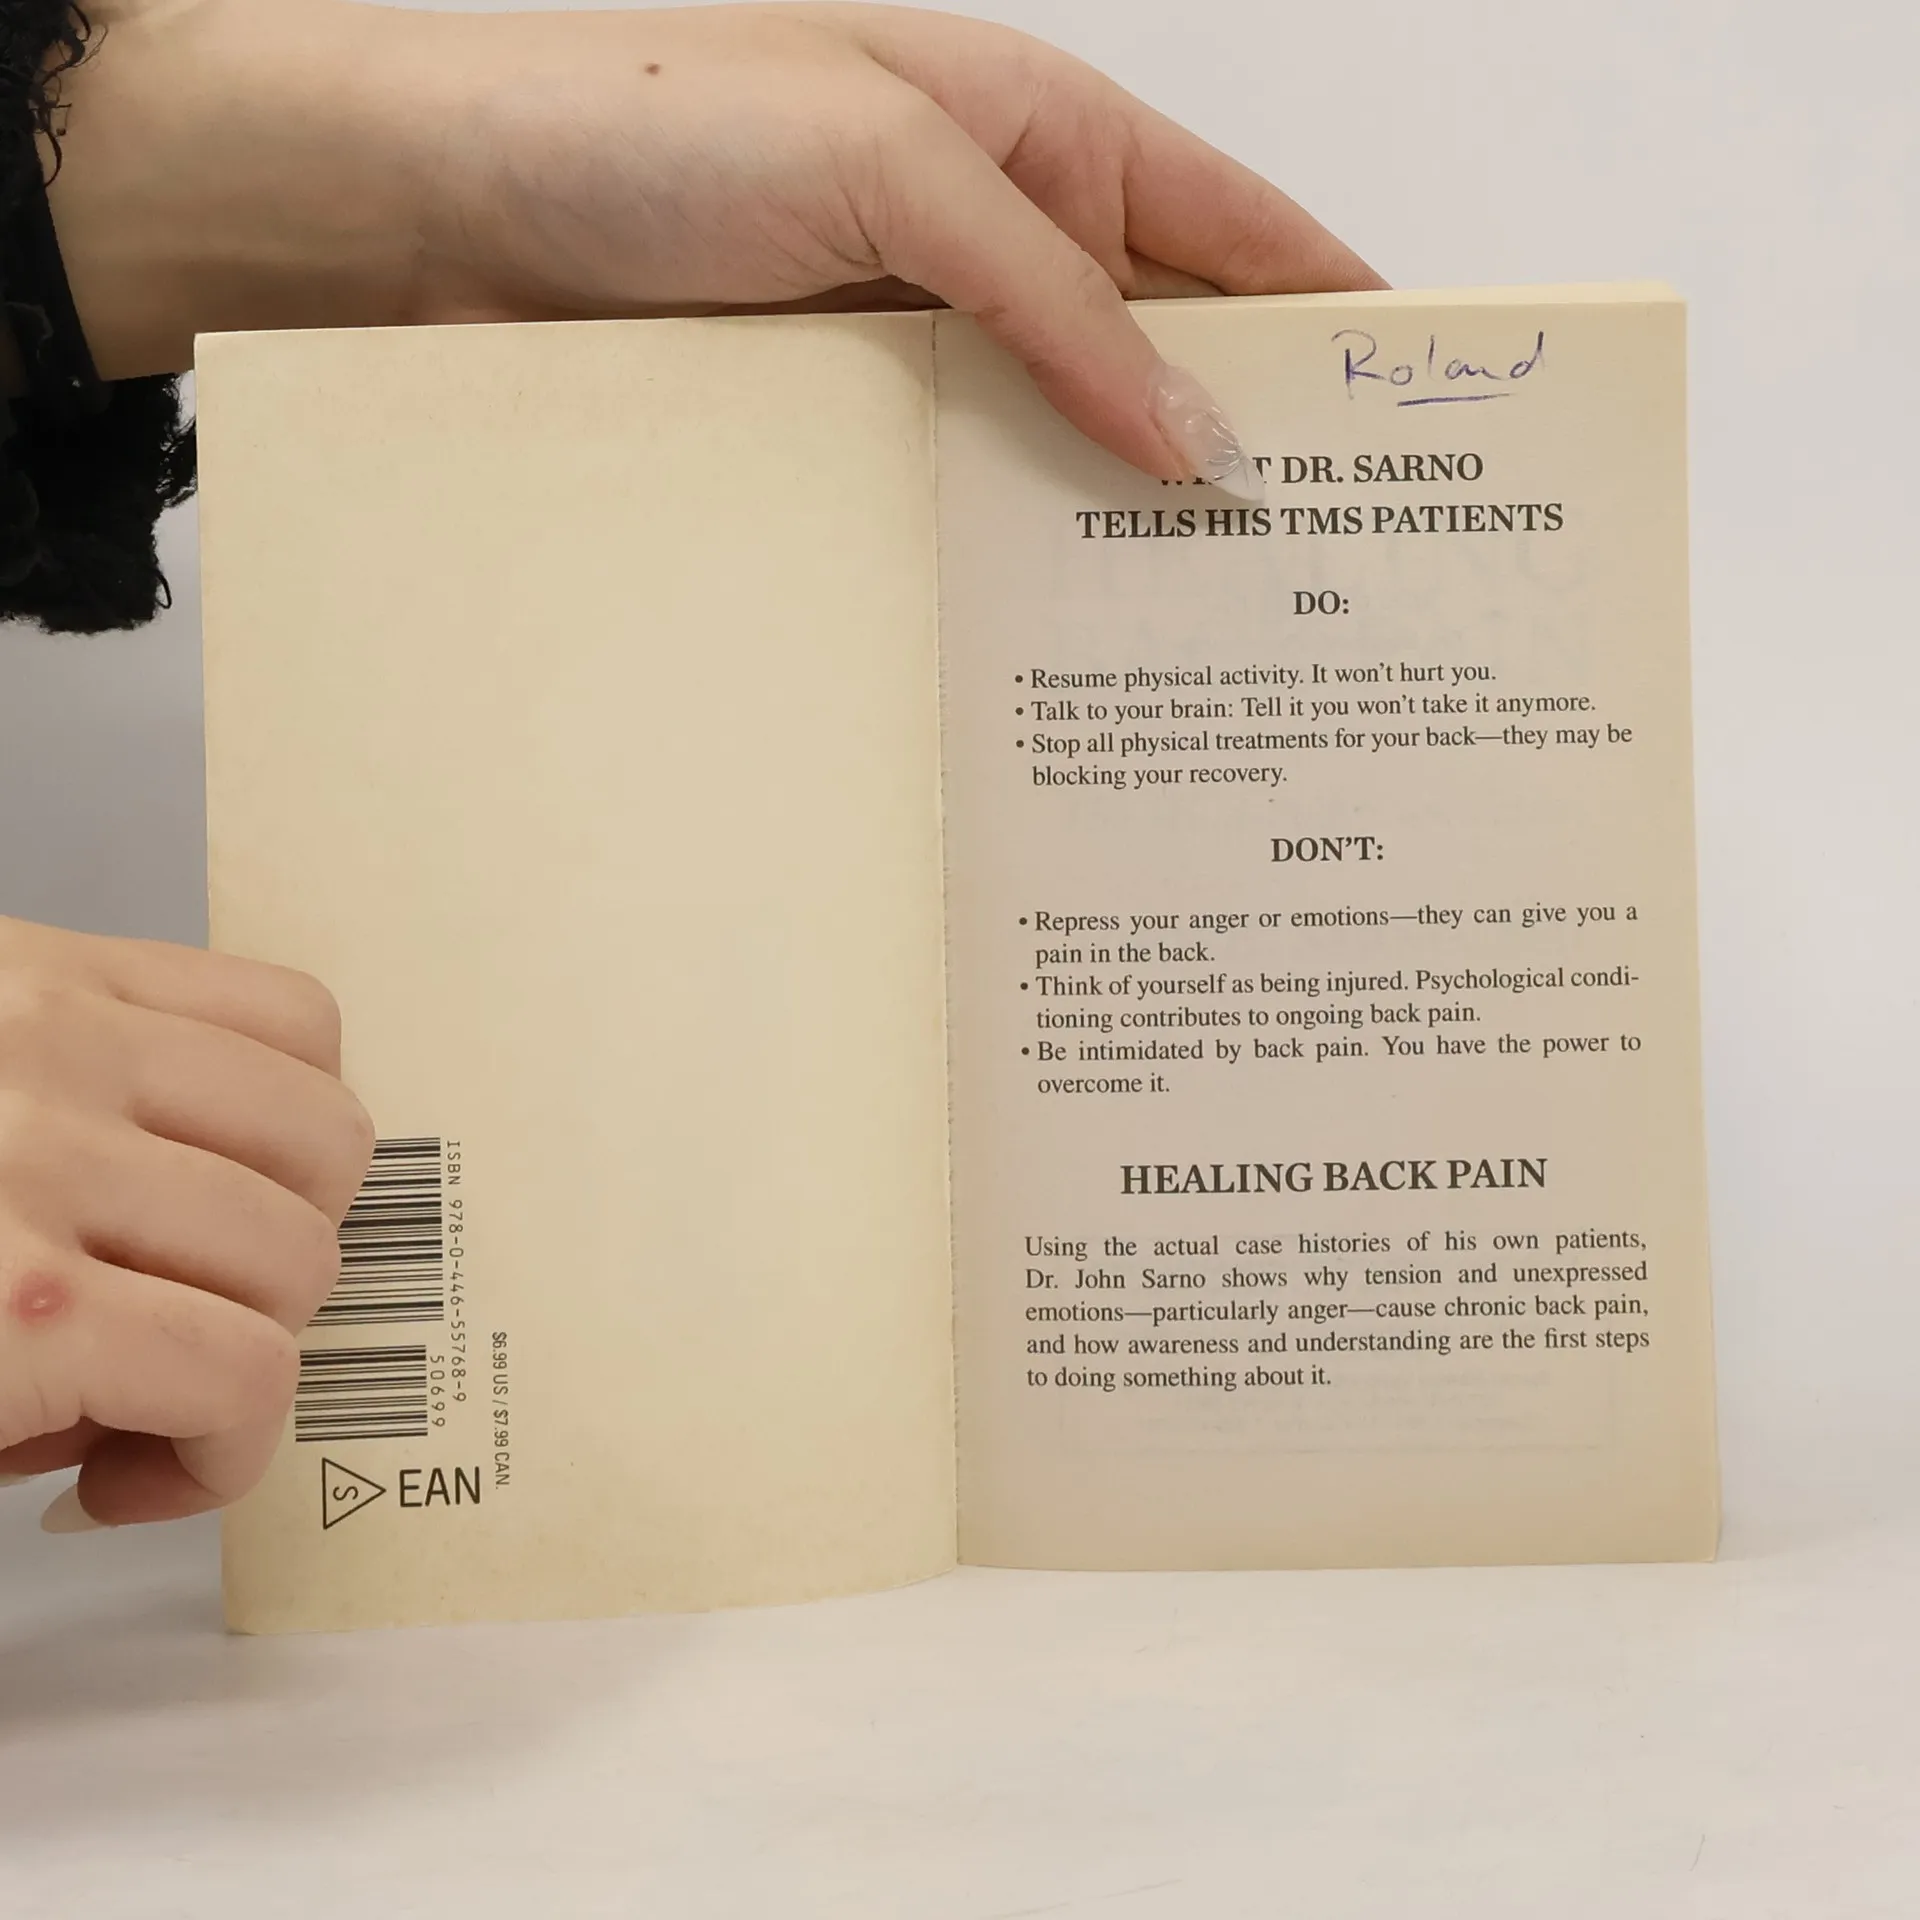 ISBN 978-0-446-55768-9
50699
$6.99 US / $7.99 CAN.
S EAN
Roland
T DR. SARNO
TELLS HIS TMS PATIENTS
DO:
• Resume physical activity. It won’t hurt you.
• Talk to your brain: Tell it you won’t take it anymore.
• Stop all physical treatments for your back—they may be
blocking your recovery.
DON’T:
• Repress your anger or emotions—they can give you a
pain in the back.
• Think of yourself as being injured. Psychological condi-
tioning contributes to ongoing back pain.
• Be intimidated by back pain. You have the power to
overcome it.
HEALING BACK PAIN
Using the actual case histories of his own patients,
Dr. John Sarno shows why tension and unexpressed
emotions—particularly anger—cause chronic back pain,
and how awareness and understanding are the first steps
to doing something about it.